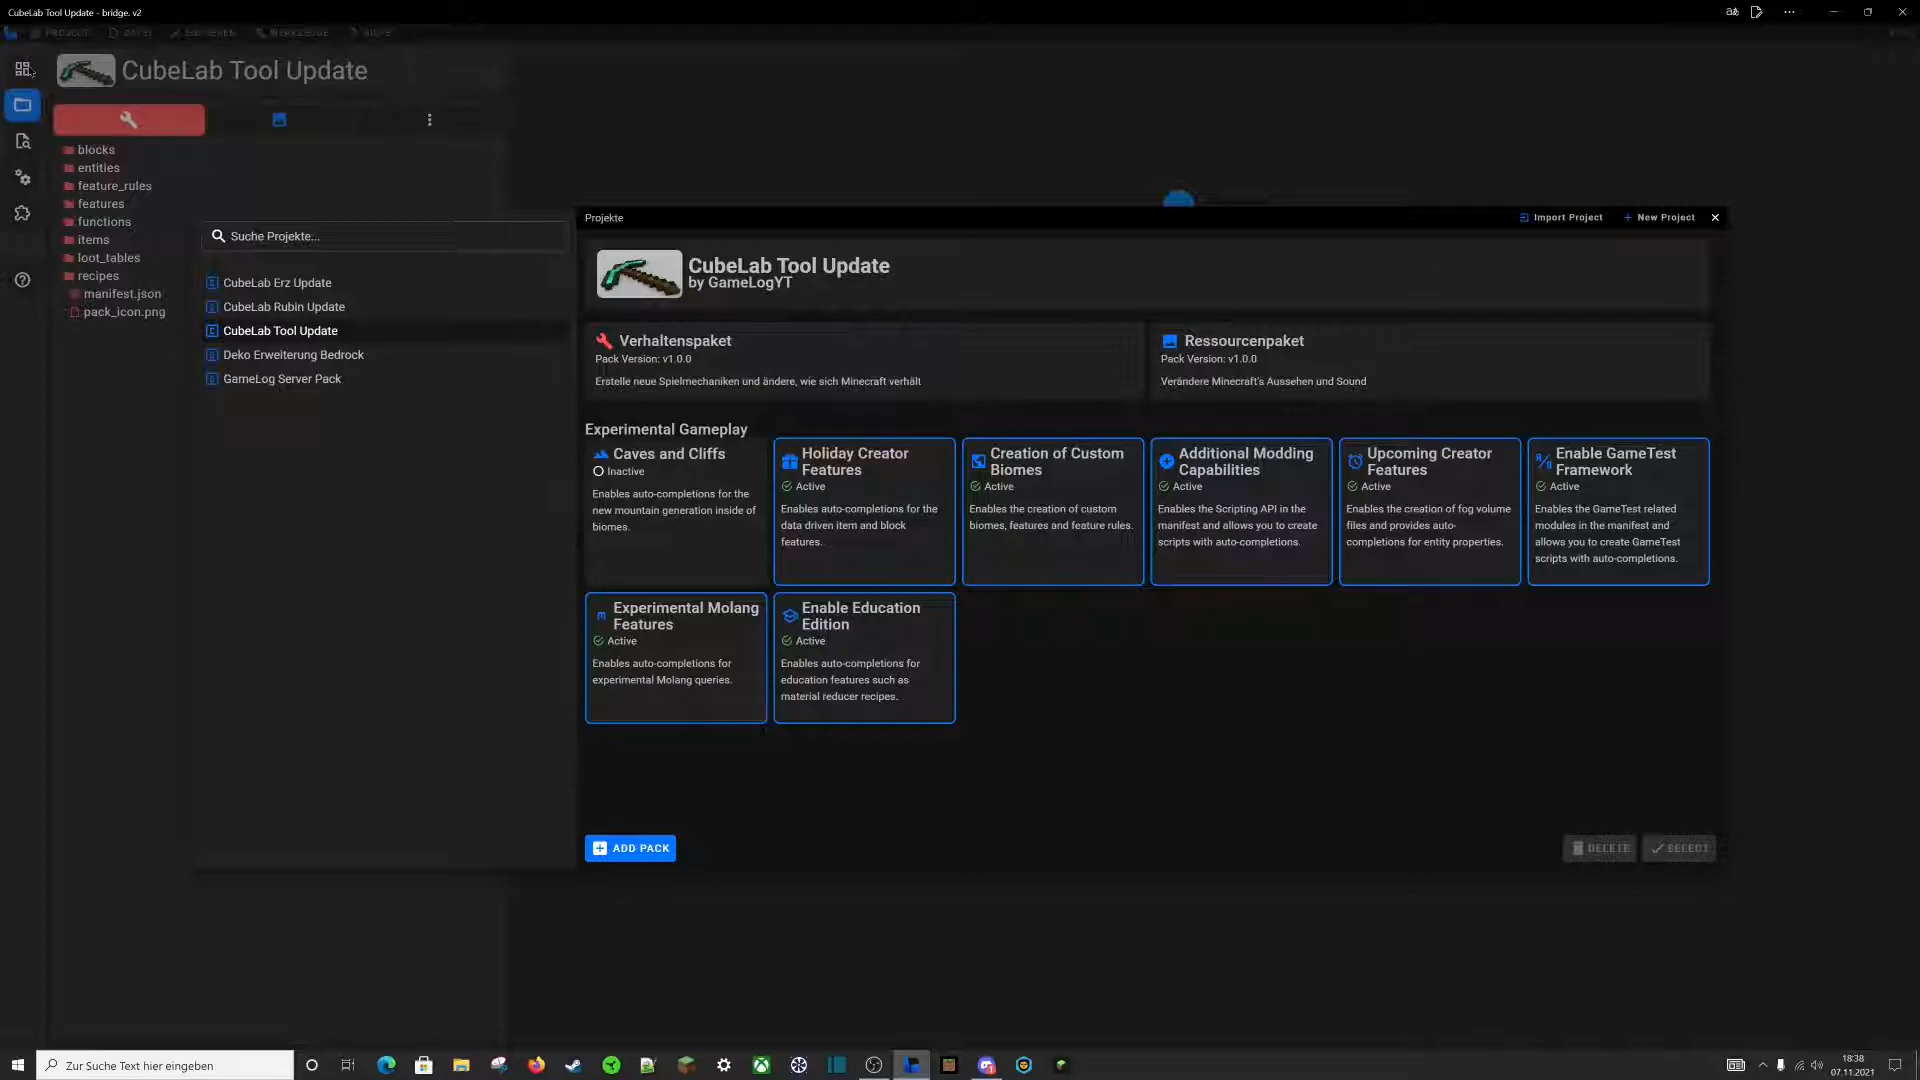 CubeLab Tool Update - bridge. v2
PROJECT
DATEI
WERKZEUGE
HILFE
CubeLab Tool Update
blocks
entities
feature_rules
features
functions
items
loot_tables
recipes
manifest.json
pack_icon.png
Suche Projekte...
CubeLab Erz Update
CubeLab Rubin Update
CubeLab Tool Update
Deko Erweiterung Bedrock
GameLog Server Pack
Projekte
Import Project
New Project
CubeLab Tool Update
by GameLogYT
Verhaltenspaket
Pack Version: v1.0.0
Erstelle neue Spielmechaniken und ändere, wie sich Minecraft verhält
Ressourcenpaket
Pack Version: v1.0.0
Verändere Minecraft's Aussehen und Sound
Experimental Gameplay
Caves and Cliffs
Inactive
Enables auto-completions for the
new mountain generation inside of
biomes.
Holiday Creator
Features
Active
Enables auto-completions for the
data driven item and block
features.
Creation of Custom
Biomes
Active
Enables the creation of custom
biomes, features and feature rules.
Additional Modding
Capabilities
Active
Enables the Scripting API in the
manifest and allows you to create
scripts with auto-completions.
Upcoming Creator
Features
Active
Enables the creation of fog volume
files and provides auto-
completions for entity properties.
Enable GameTest
Framework
Active
Enables the GameTest related
modules in the manifest and
allows you to create GameTest
scripts with auto-completions.
Experimental Molang
Features
Active
Enables auto-completions for
experimental Molang queries.
Enable Education
Edition
Active
Enables auto-completions for
education features such as
material reducer recipes.
ADD PACK
DELETE
SELECT
Zur Suche Text hier eingeben
18:38
07.11.2021